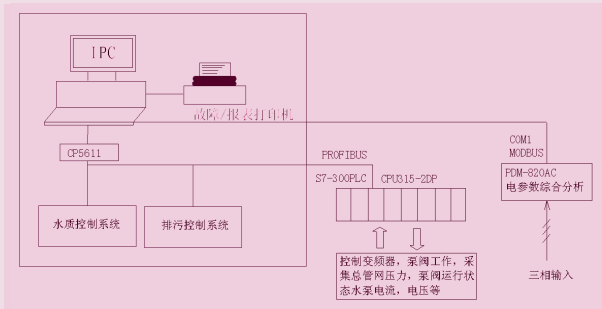 IPC
故障/报表打印机
CP5611
PROFIBUS
COM1
MODBUS
S7-300PLC  CPU315-2DP
PDM-820AC
电参数综合分析
水质控制系统
排污控制系统
控制变频器，泵阀工作，采
集总管网压力，泵阀运行状
态水泵电流，电压等
三相输入